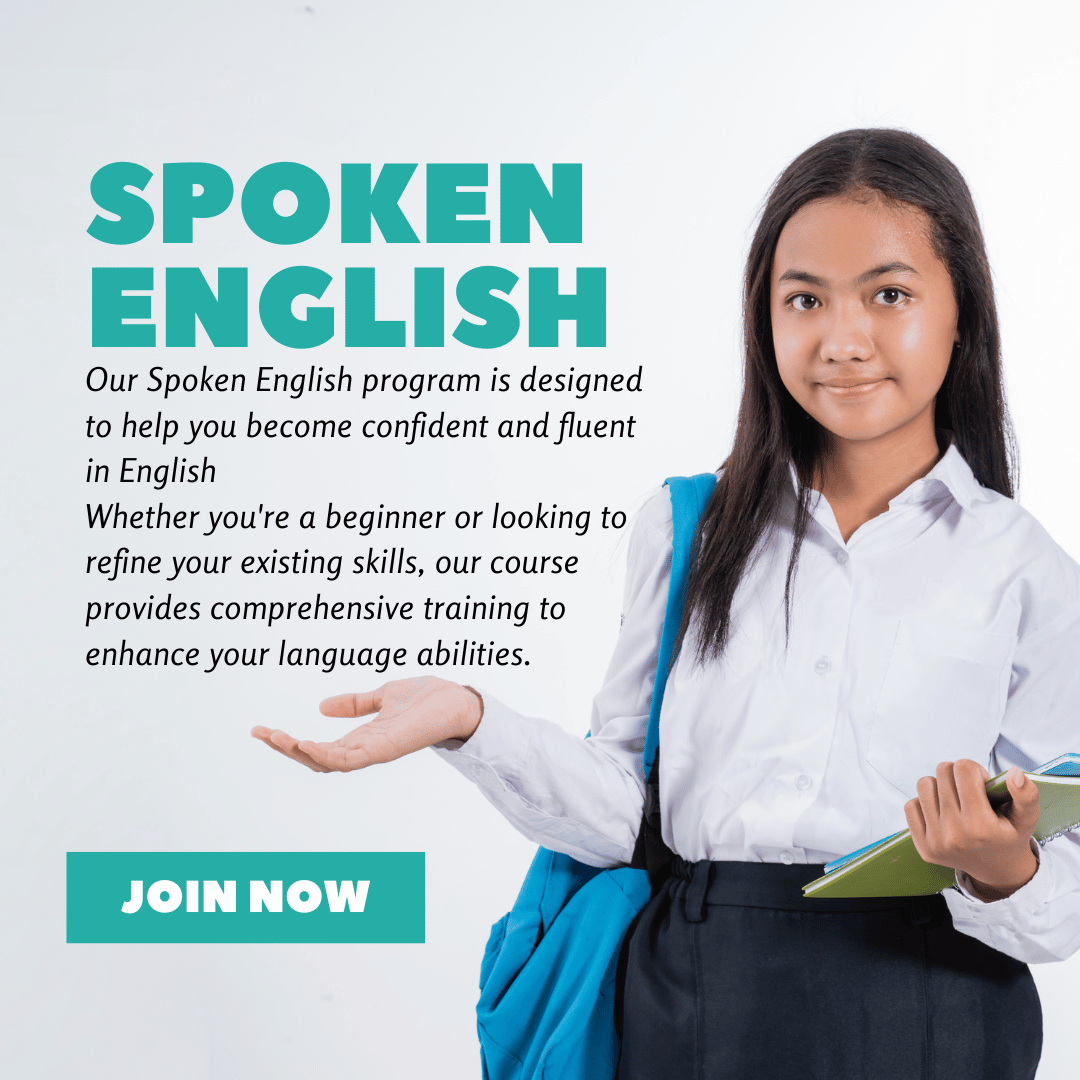 SPOKEN
ENGLISH
Our Spoken English program is designed
to help you become confident and fluent
in English
Whether you're a beginner or looking to
refine your existing skills, our course
provides comprehensive training to
enhance your language abilities.
JOIN NOW